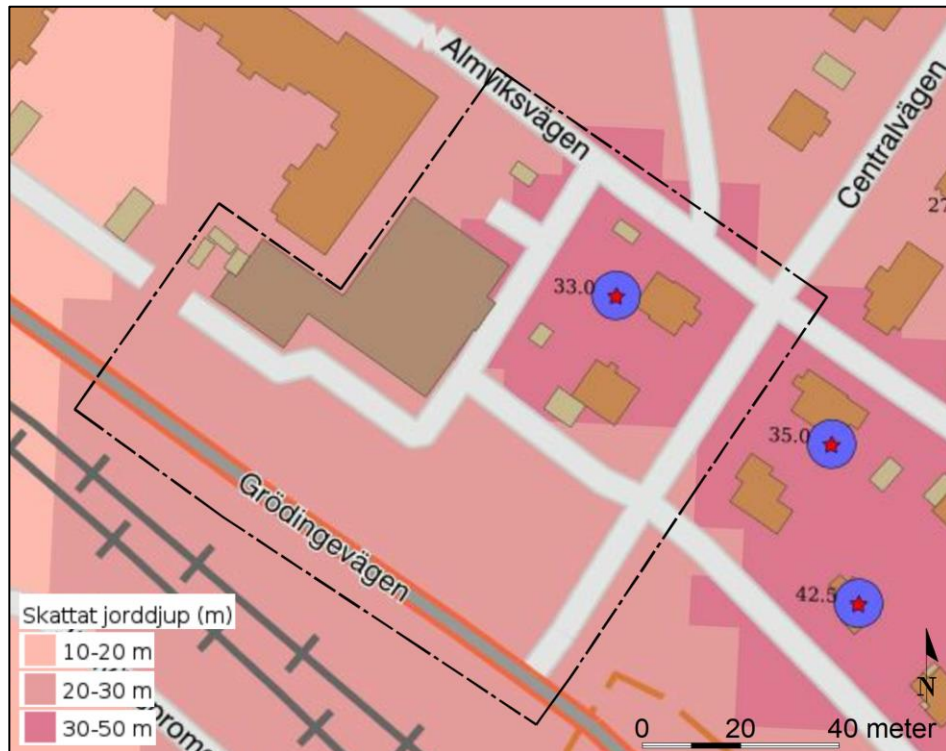 Almviksvägen
Centralvägen
27
33.0
35.0
Grödingevägen
42.5
Skattat jorddjup (m)
10-20 m
20-30 m
30-50 m
N
0 20 40 meter